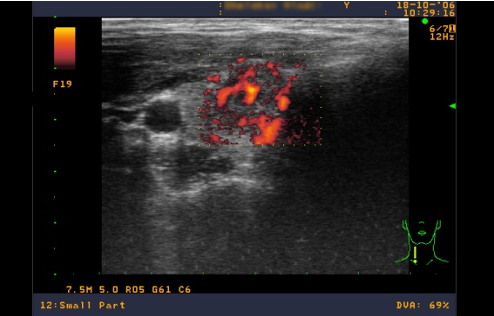 : Y 18-10-'06
: : 10:29:16
6/7
12Hz
F19
7.5M 5.0 R05 G61 C6
12:Small Part DVA: 69%